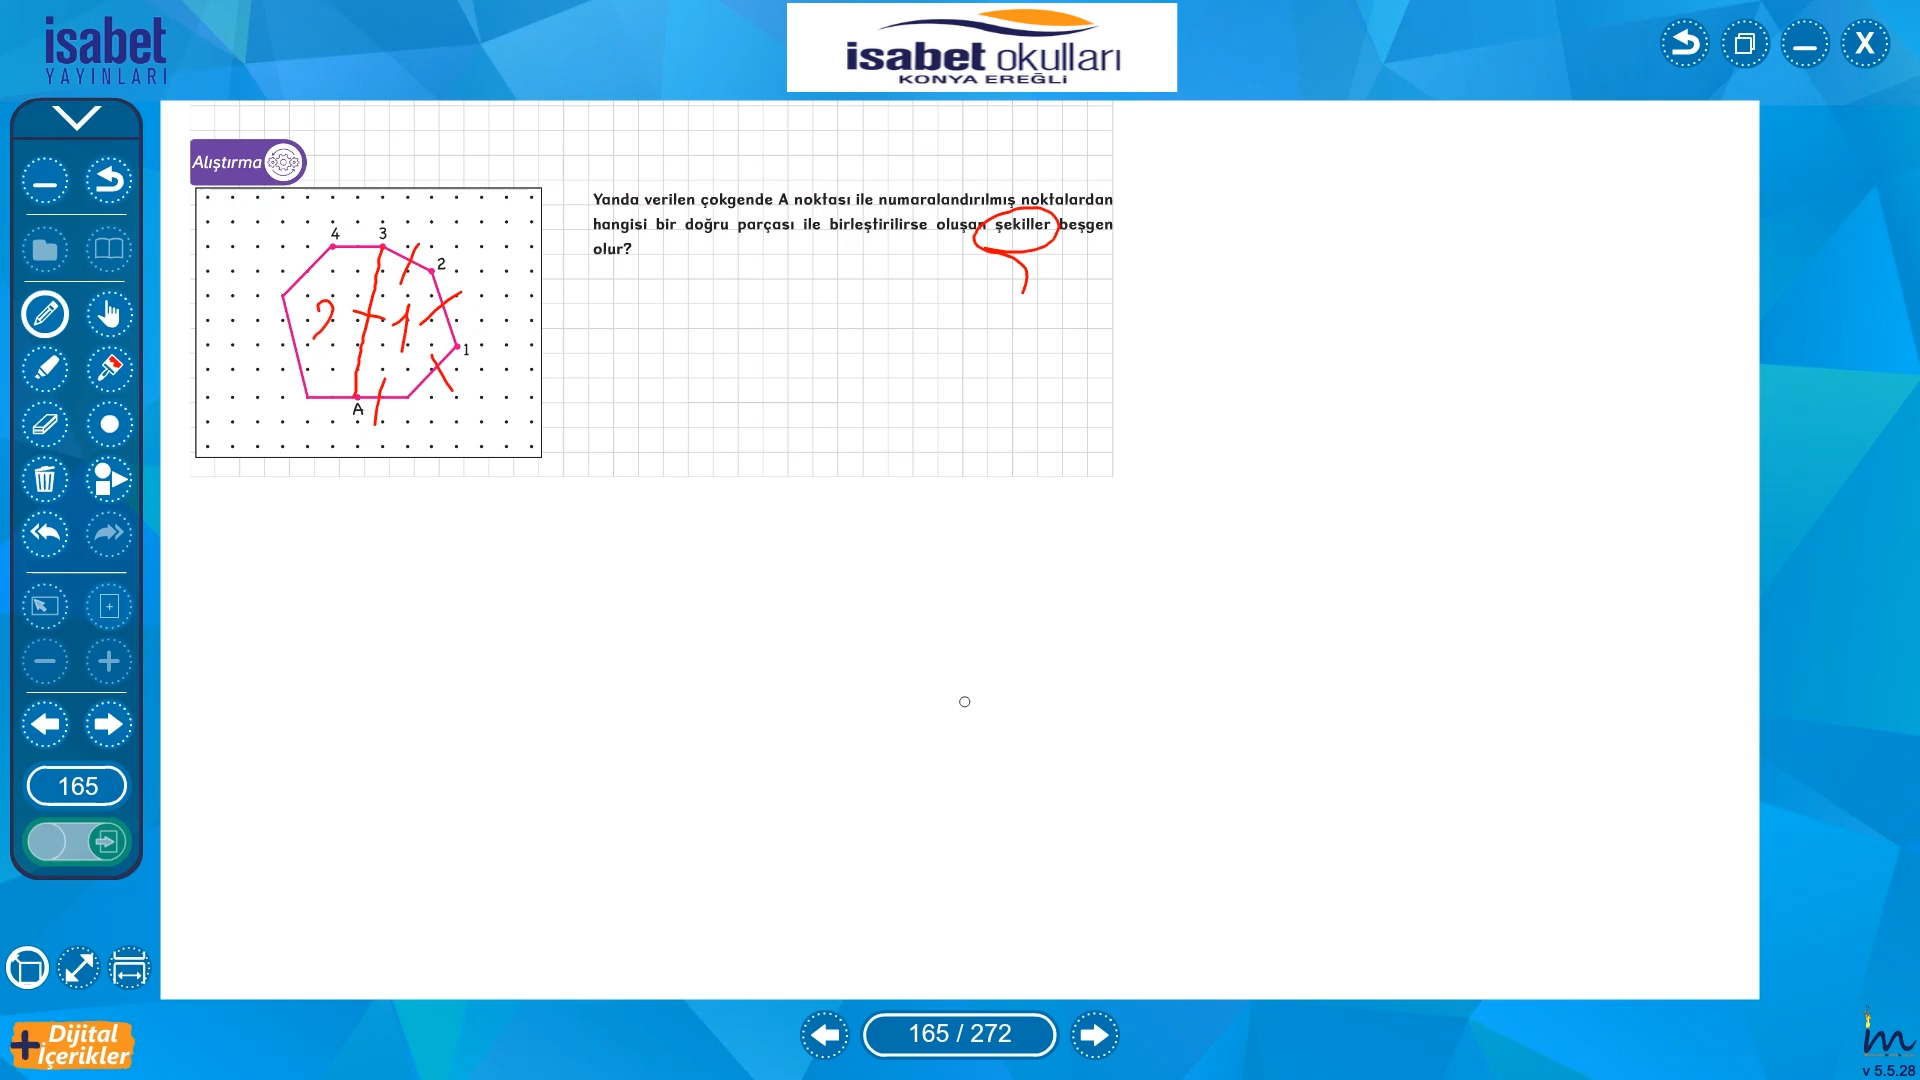 isabet
YAYINLARI
isabet okulları
KONYA EREĞLİ
X
Alıştırma
Yanda verilen çokgende A noktası ile numaralandırılmış noktalardan
hangisi bir doğru parçası ile birleştirilirse oluşan şekiller beşgen
olur?
4 3
2
1
A
165
165 / 272
+ Dijital
İçerikler
v 5.5.28